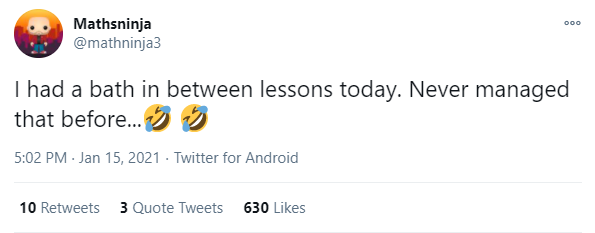 Mathsninja
@mathninja3
I had a bath in between lessons today. Never managed
that before...🤣 🤣
5:02 PM · Jan 15, 2021 · Twitter for Android
10 Retweets 3 Quote Tweets 630 Likes